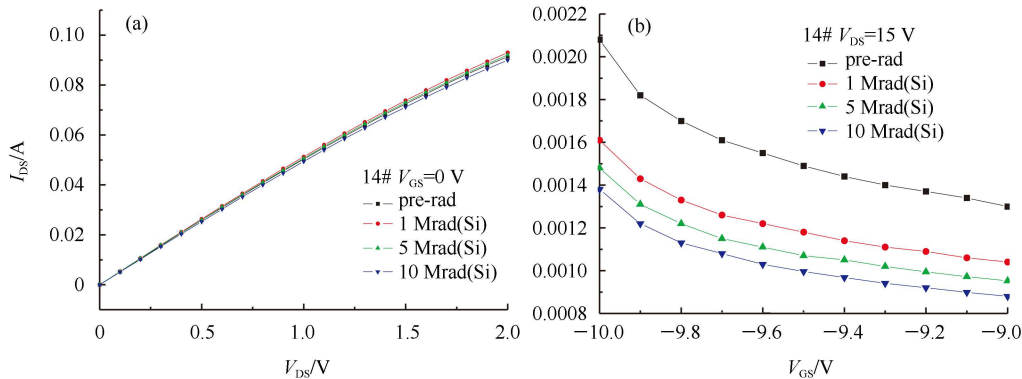 (a)
I_DS/A
0.10
0.08
0.06
0.04
0.02
0
14# V_GS=0 V
pre-rad
1 Mrad(Si)
5 Mrad(Si)
10 Mrad(Si)
0
0.5
1.0
1.5
2.0
V_DS/V
(b)
0.0022
0.0020
0.0018
0.0016
0.0014
0.0012
0.0010
0.0008
14# V_DS=15 V
pre-rad
1 Mrad(Si)
5 Mrad(Si)
10 Mrad(Si)
−10.0
−9.8
−9.6
−9.4
−9.2
−9.0
V_GS/V